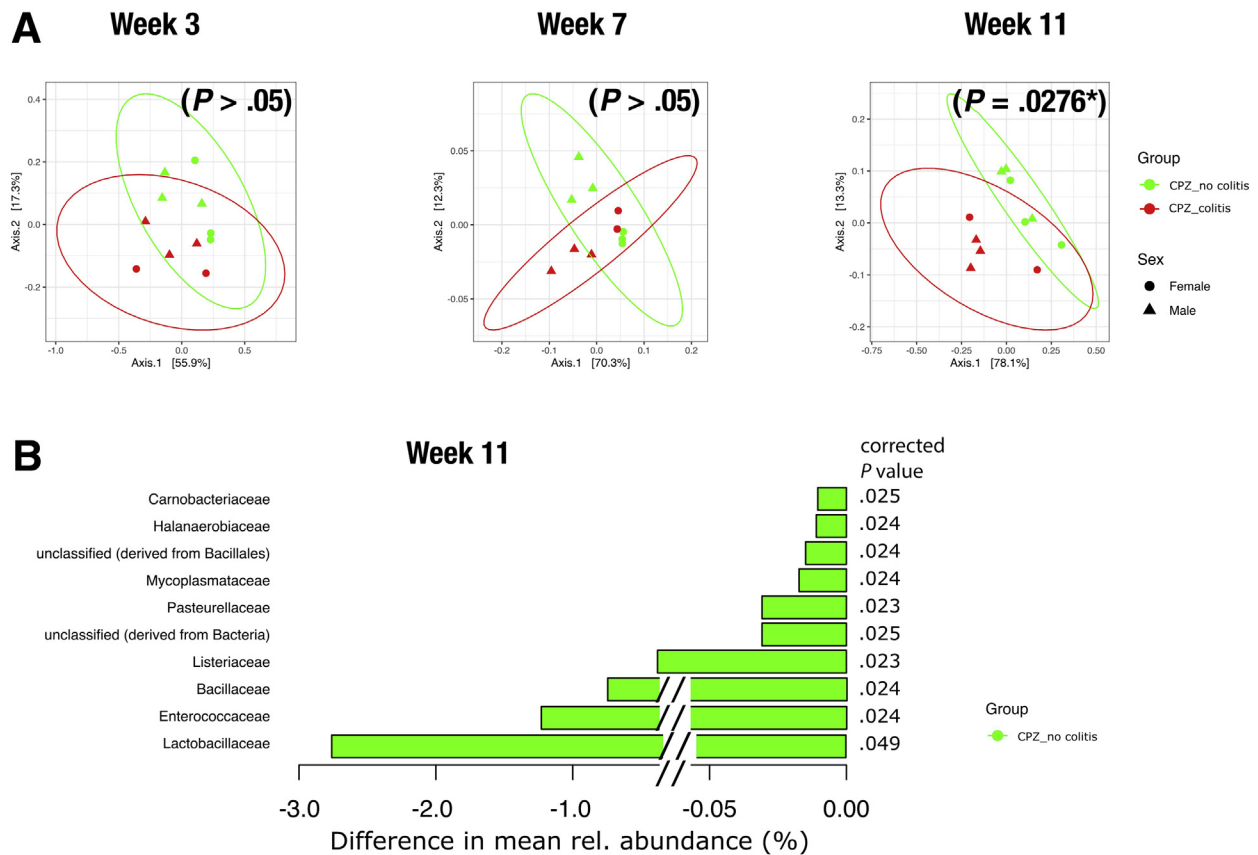 A
Week 3
Week 7
Week 11
(P > .05)
(P > .05)
(P = .0276*)
0.4
0.2
0.0
-0.2
Axis.2 [17.3%]
-1.0 -0.5 0.0 0.5
Axis.1 [55.9%]
0.05
0.00
-0.05
Axis.2 [12.3%]
-0.2 -0.1 0.0 0.1 0.2
Axis.1 [70.3%]
0.2
0.1
0.0
-0.1
-0.2
Axis.2 [13.3%]
-0.75 -0.50 -0.25 0.00 0.25 0.50
Axis.1 [78.1%]
Group
CPZ_no colitis
CPZ_colitis
Sex
Female
Male
B
Week 11
corrected
P value
Carnobacteriaceae .025
Halanaerobiaceae .024
unclassified (derived from Bacillales) .024
Mycoplasmataceae .024
Pasteurellaceae .023
unclassified (derived from Bacteria) .025
Listeriaceae .023
Bacillaceae .024
Enterococcaceae .024
Lactobacillaceae .049
Group
CPZ_no colitis
-3.0 -2.0 -1.0 -0.05 0.00
Difference in mean rel. abundance (%)